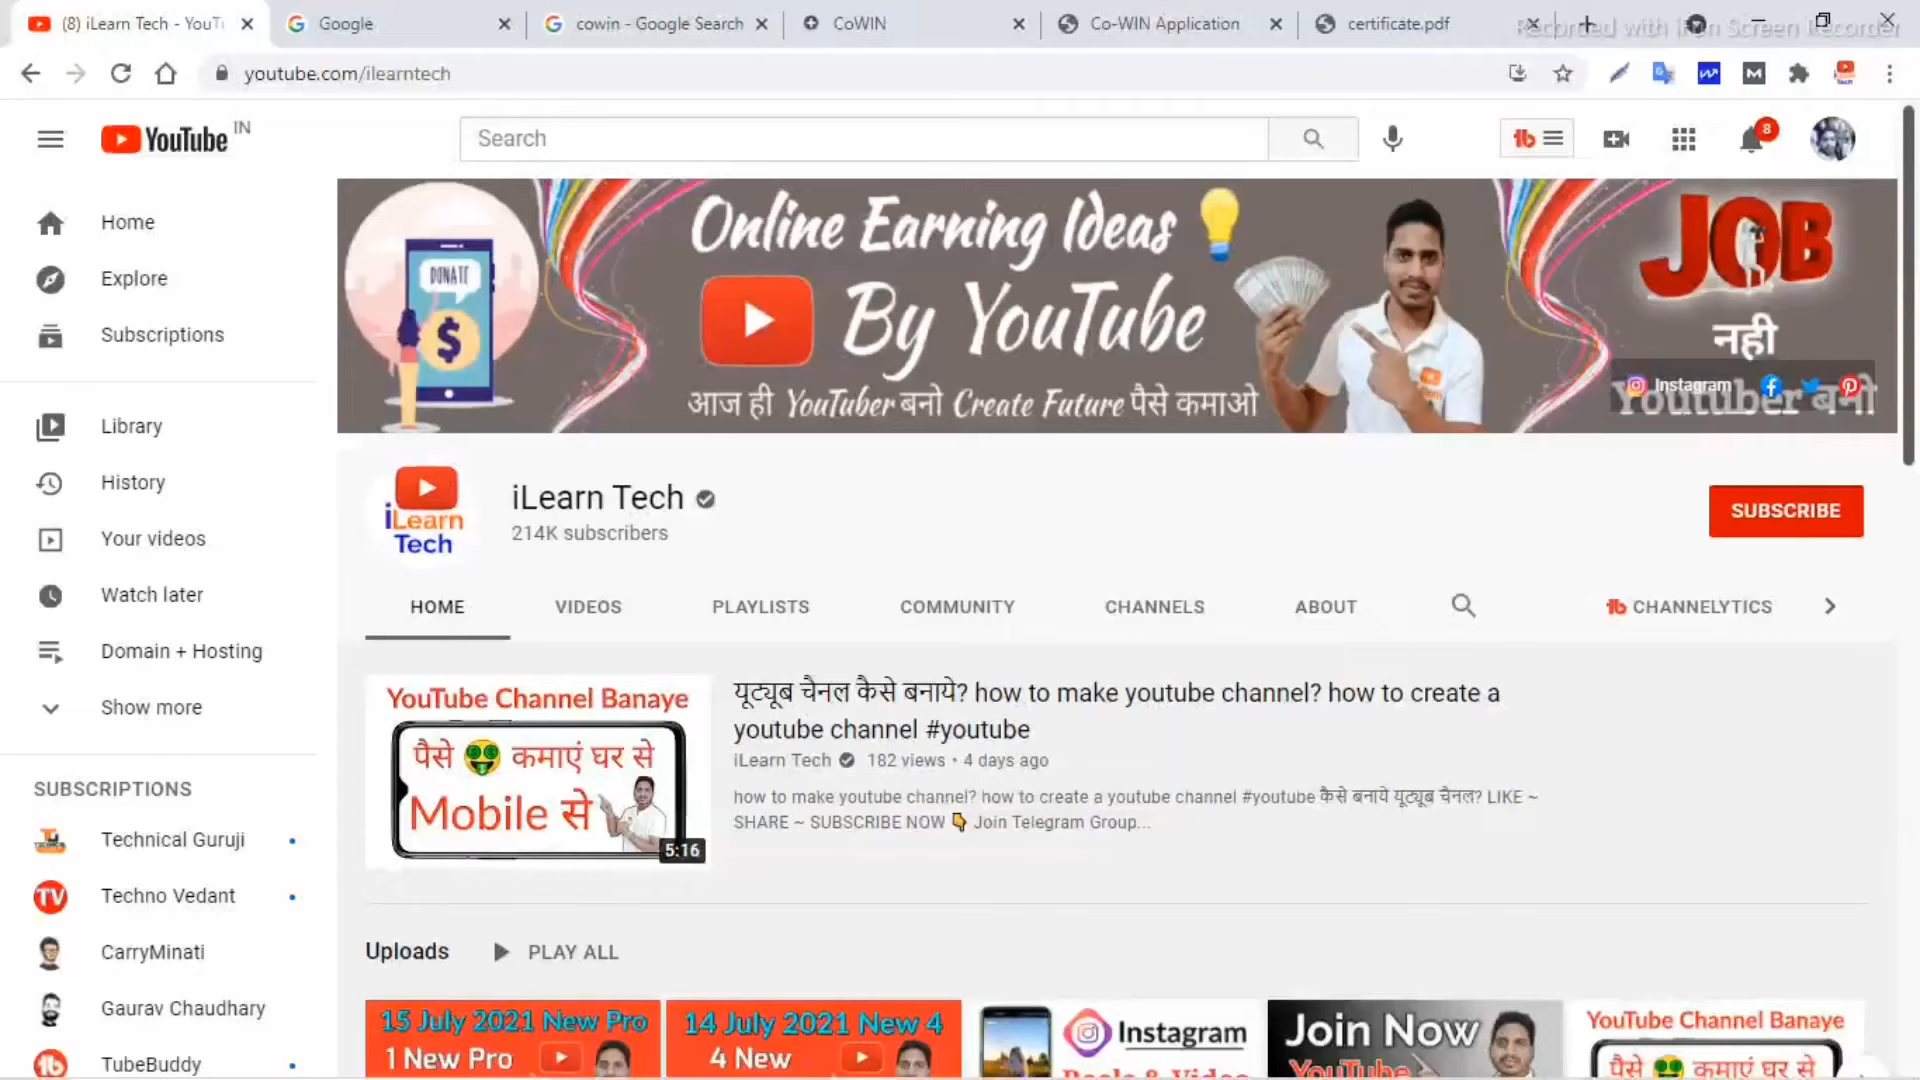 (8) iLearn Tech - YouTu
Google
cowin - Google Search
CoWIN
Co-WIN Application
certificate.pdf
youtube.com/ilearntech
YouTube IN
Search
8
Home
Explore
Subscriptions
Library
History
Your videos
Watch later
Domain + Hosting
Show more
SUBSCRIPTIONS
Technical Guruji
Techno Vedant
CarryMinati
Gaurav Chaudhary
TubeBuddy
DONATE
$
Online Earning Ideas
By YouTube
आज ही YouTuber बनो Create Future पैसे कमाओ
JOB
नही
Instagram
Youtuber बनो
iLearn
Tech
iLearn Tech
214K subscribers
SUBSCRIBE
HOME
VIDEOS
PLAYLISTS
COMMUNITY
CHANNELS
ABOUT
CHANNELYTICS
YouTube Channel Banaye
पैसे कमाएं घर से
Mobile से
5:16
यूट्यूब चैनल कैसे बनाये? how to make youtube channel? how to create a
youtube channel #youtube
iLearn Tech 182 views • 4 days ago
how to make youtube channel? how to create a youtube channel #youtube कैसे बनाये यूट्यूब चैनल? LIKE ~
SHARE ~ SUBSCRIBE NOW Join Telegram Group...
Uploads
PLAY ALL
15 July 2021 New Pro
1 New Pro
14 July 2021 New 4
4 New
Instagram
Reels & Video
Join Now
YouTube
YouTube Channel Banaye
पैसे कमाएं घर से